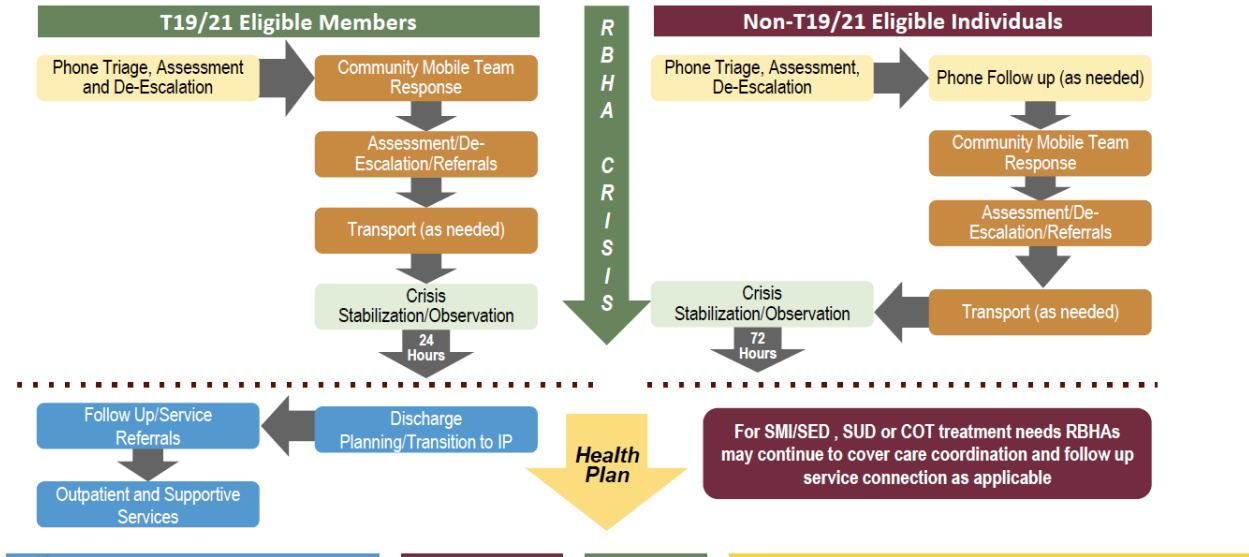 T19/21 Eligible Members
Phone Triage, Assessment
and De-Escalation
Community Mobile Team
Response
Assessment/De-
Escalation/Referrals
Transport (as needed)
Crisis
Stabilization/Observation
24
Hours
R
B
H
A
C
R
I
S
I
S
Non-T19/21 Eligible Individuals
Phone Triage, Assessment,
De-Escalation
Phone Follow up (as needed)
Community Mobile Team
Response
Assessment/De-
Escalation/Referrals
Transport (as needed)
Crisis
Stabilization/Observation
72
Hours
Discharge
Planning/Transition to IP
Follow Up/Service
Referrals
Outpatient and Supportive
Services
Health
Plan
For SMI/SED , SUD or COT treatment needs RBHAs
may continue to cover care coordination and follow up
service connection as applicable